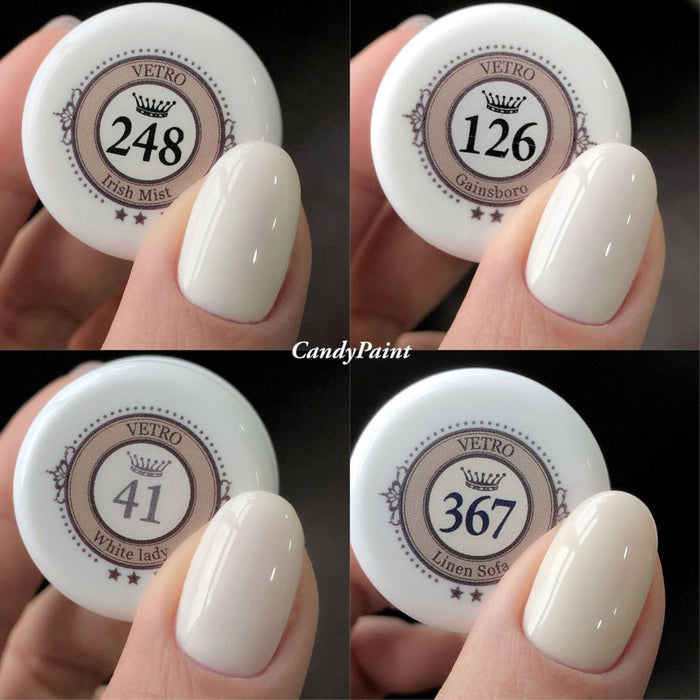 VETRO
248
Irish Mist
VETRO
126
Gainsboro
CandyPaint
VETRO
41
White lady
VETRO
367
Linen Sofa